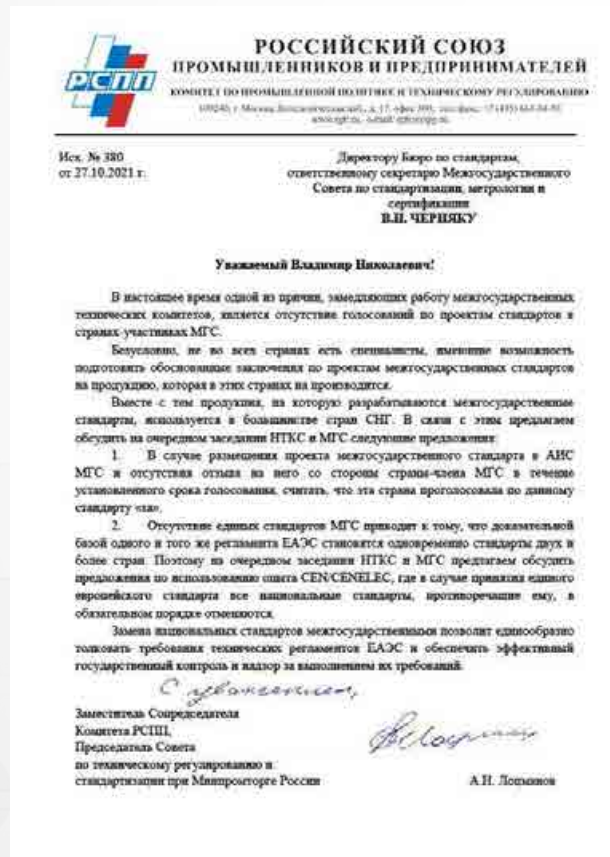 РСПП
РОССИЙСКИЙ СОЮЗ
ПРОМЫШЛЕННИКОВ И ПРЕДПРИНИМАТЕЛЕЙ
КОМИТЕТ ПО ПРОМЫШЛЕННОЙ ПОЛИТИКЕ И ТЕХНИЧЕСКОМУ РЕГУЛИРОВАНИЮ
Исх. № 380
от 27.10.2021 г.
Директору Бюро по стандартам,
ответственному секретарю Межгосударственного
Совета по стандартизации, метрологии и
сертификации
В.Н. ЧЕРНЯКУ
Уважаемый Владимир Николаевич!
В настоящее время одной из причин, замедляющих работу межгосударственных
технических комитетов, является отсутствие голосований по проектам стандартов в
странах-участниках МГС.
Безусловно, не во всех странах есть специалисты, имеющие возможность
подготовить обоснованные заключения по проектам межгосударственных стандартов
на продукцию, которая в этих странах на производится.
Вместе с тем продукция, на которую разрабатываются межгосударственные
стандарты, используется в большинстве стран СНГ. В связи с этим предлагаем
обсудить на очередном заседании НТКС и МГС следующие предложения:
1. В случае размещения проекта межгосударственного стандарта в АИС
МГС и отсутствия отзыва на него со стороны страны-члена МГС в течение
установленного срока голосования, считать, что эта страна проголосовала по данному
стандарту «за».
2. Отсутствие единых стандартов МГС приводит к тому, что доказательной
базой одного и того же регламента ЕАЭС становятся одновременно стандарты двух и
более стран. Поэтому на очередном заседании НТКС и МГС предлагаем обсудить
предложения по использованию опыта CEN/CENELEC, где в случае принятия единого
европейского стандарта все национальные стандарты, противоречащие ему, в
обязательном порядке отменяются.
Замена национальных стандартов межгосударственными позволит единообразно
толковать требования технических регламентов ЕАЭС и обеспечить эффективный
государственный контроль и надзор за выполнением их требований.
С уважением,
Заместитель Сопредседателя
Комитета РСПП,
Председатель Совета
по техническому регулированию и
стандартизации при Минпромторге России
А.Н. Лоцманов